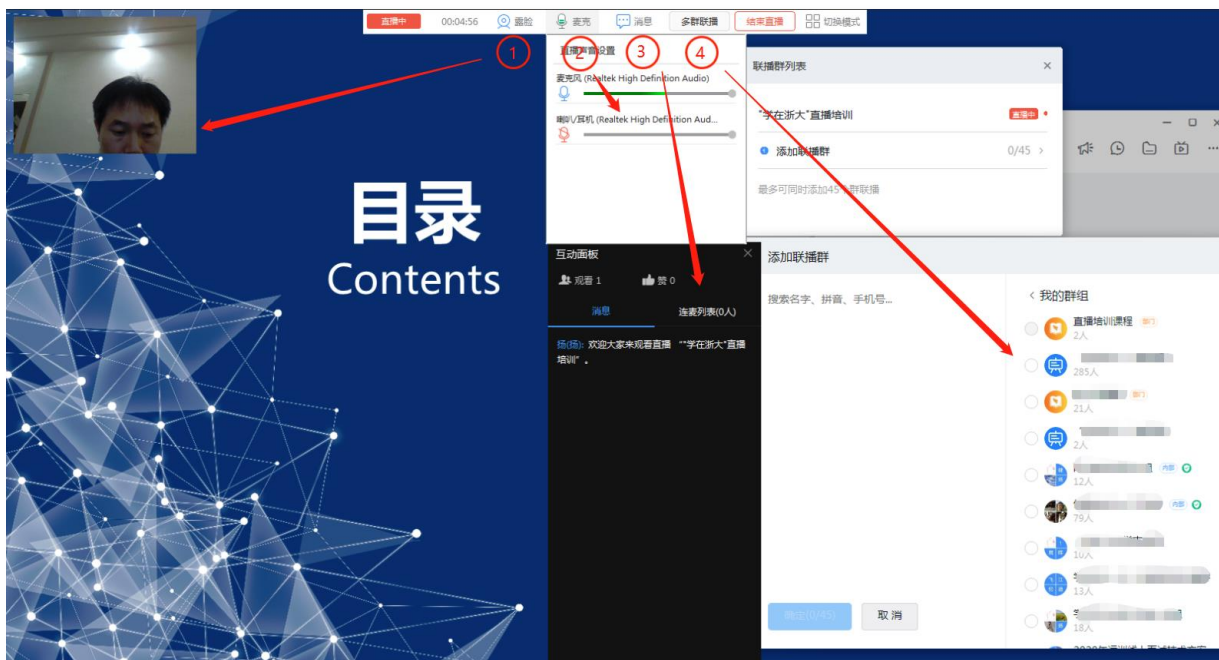 直播中 00:04:56 露脸 麦克 消息 多群联播 结束直播 切换模式
① ② ③ ④
直播声音设置
麦克风 (Realtek High Definition Audio)
喇叭/耳机 (Realtek High Definition Aud...
联播群列表
"学在浙大"直播培训 直播中
添加联播群 0/45
最多可同时添加45个群联播
目录
Contents
互动面板
观看 1 赞 0
消息 连麦列表(0人)
扬(扬): 欢迎大家来观看直播 ""学在浙大"直播
培训" 。
添加联播群
搜索名字、拼音、手机号...
确定(0/45) 取 消
我的群组
直播培训课程 部门
2人
285人
部门
21人
2人
内部
12人
内部
79人
10人
13人
18人